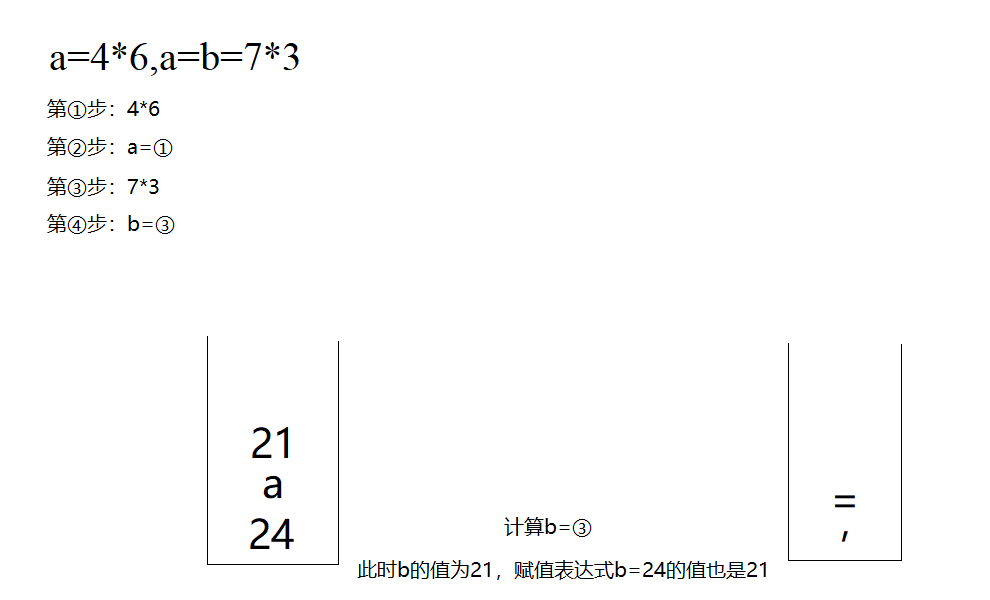 a=4*6,a=b=7*3
第①步：4*6
第②步：a=①
第③步：7*3
第④步：b=③
21
a
24
=
,
计算b=③
此时b的值为21，赋值表达式b=24的值也是21